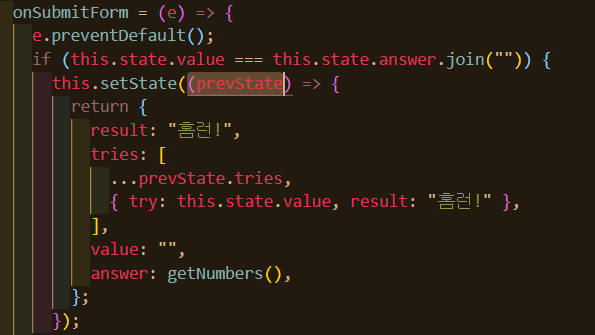 onSubmitForm = (e) => {
e.preventDefault();
if (this.state.value === this.state.answer.join("")) {
this.setState((prevState) => {
return {
result: "홈런!",
tries: [
...prevState.tries,
{ try: this.state.value, result: "홈런!" },
],
value: "",
answer: getNumbers(),
};
});